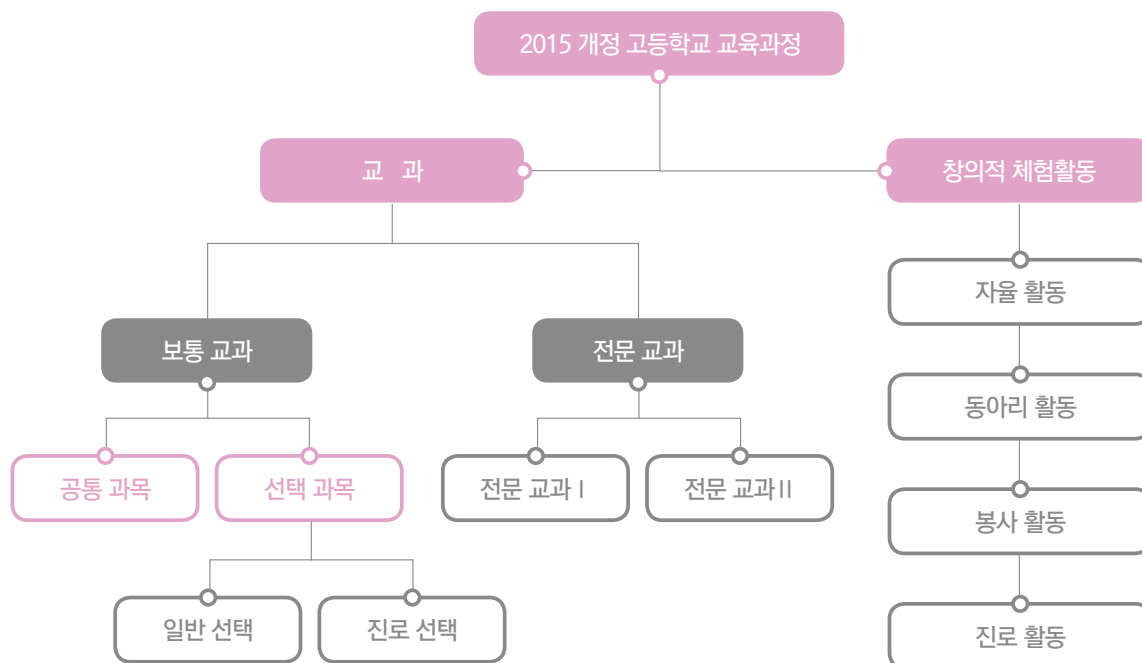 2015 개정 고등학교 교육과정
교 과
창의적 체험활동
자율 활동
보통 교과
전문 교과
동아리 활동
공통 과목
선택 과목
전문 교과 I
전문 교과 II
봉사 활동
일반 선택
진로 선택
진로 활동